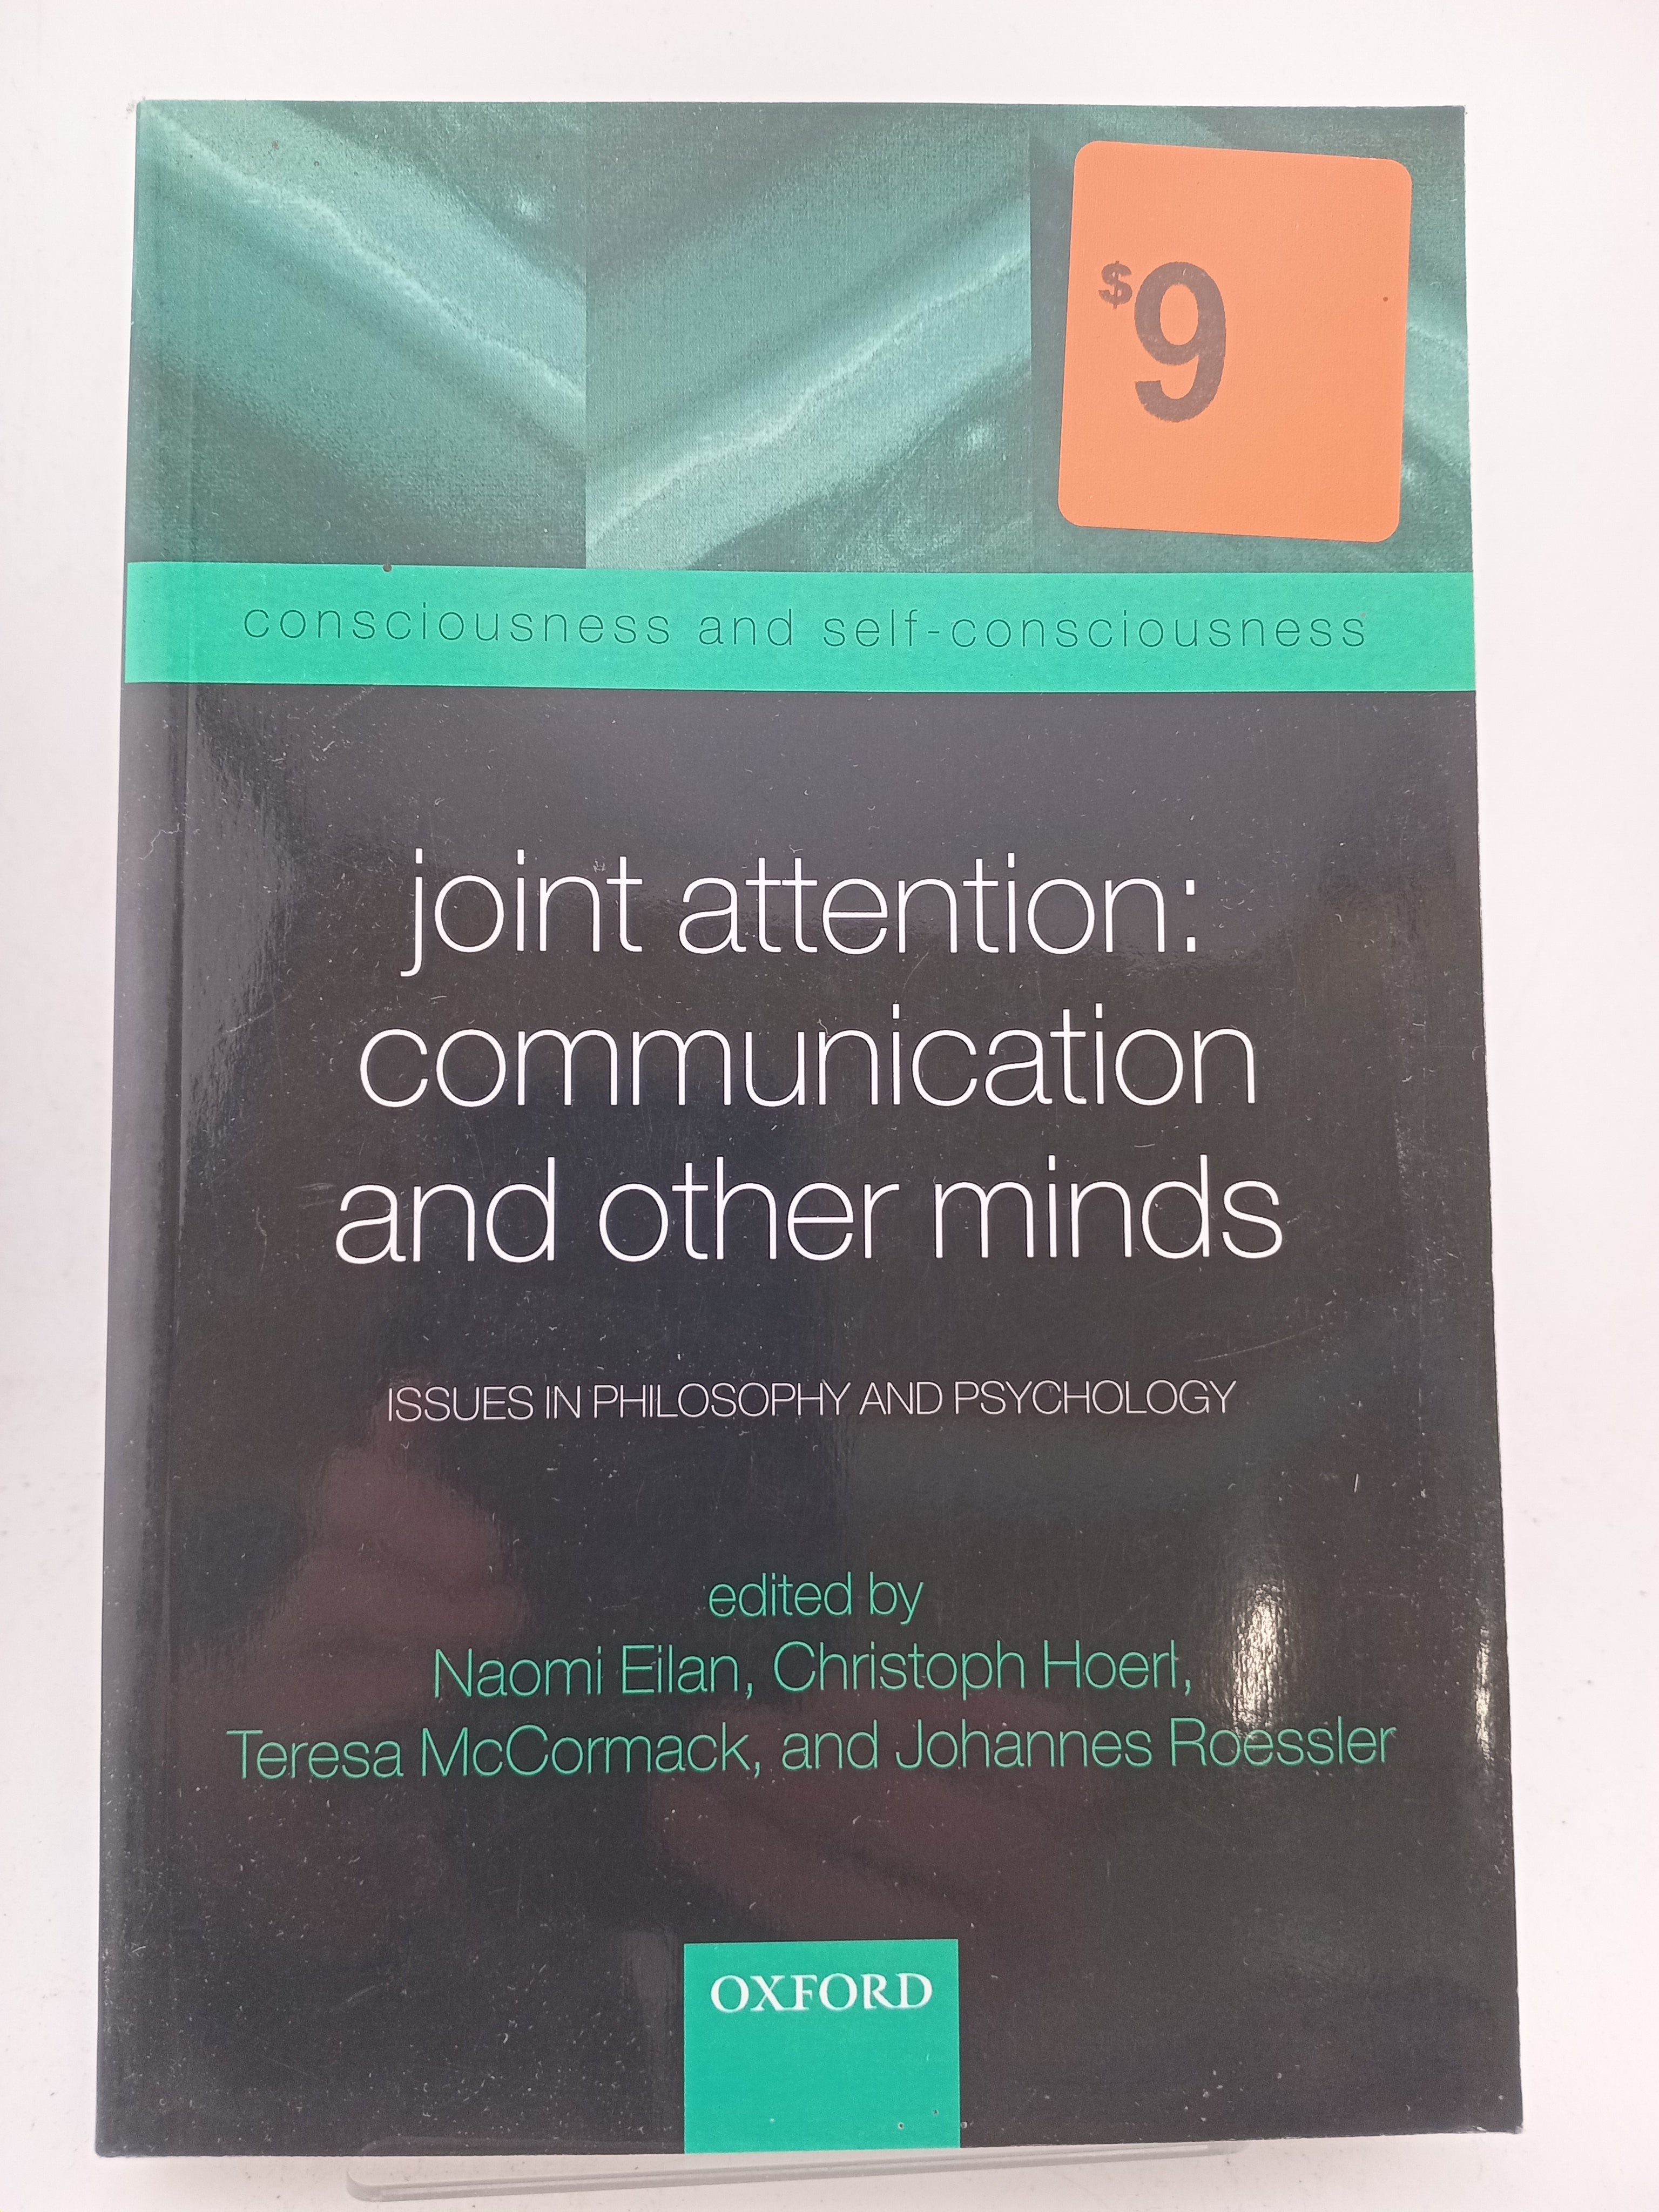 $9
consciousness and self-consciousness
joint attention:
communication
and other minds
ISSUES IN PHILOSOPHY AND PSYCHOLOGY
edited by
Naomi Eilan, Christoph Hoerl,
Teresa McCormack, and Johannes Roessler
OXFORD